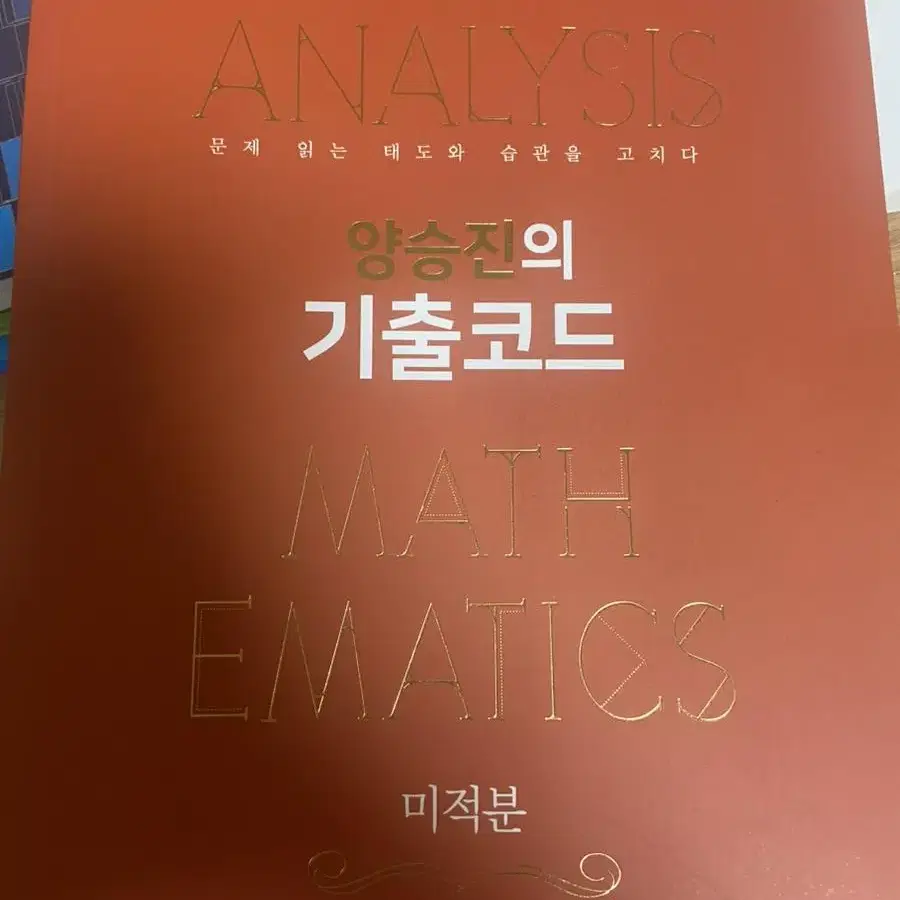 ANALYSIS
문제 읽는 태도와 습관을 고치다
양승진의
기출코드
MATH
EMATICS
미적분